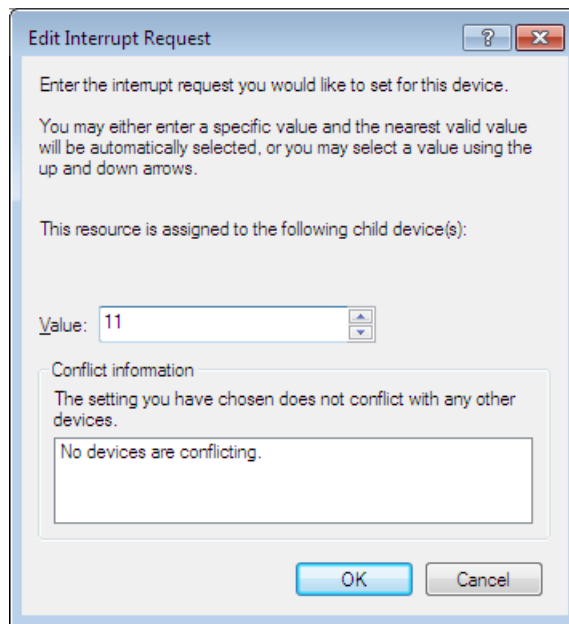 Edit Interrupt Request
?
Enter the interrupt request you would like to set for this device.
You may either enter a specific value and the nearest valid value
will be automatically selected, or you may select a value using the
up and down arrows.
This resource is assigned to the following child device(s):
Value: 11
Conflict information
The setting you have chosen does not conflict with any other
devices.
No devices are conflicting.
OK Cancel